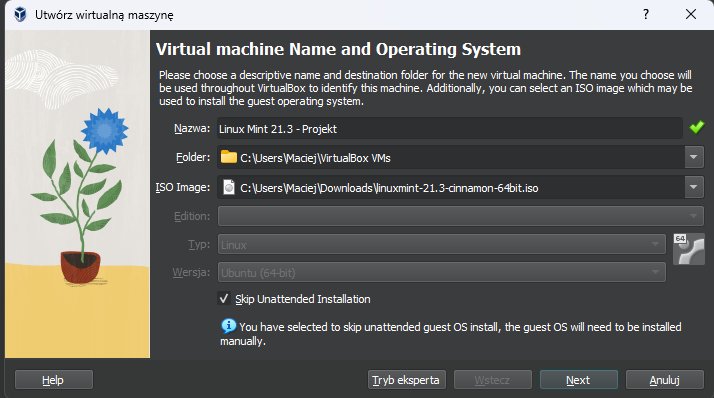 Utwórz wirtualną maszynę
?
Virtual machine Name and Operating System
Please choose a descriptive name and destination folder for the new virtual machine. The name you choose will
be used throughout VirtualBox to identify this machine. Additionally, you can select an ISO image which may be
used to install the guest operating system.
Nazwa: Linux Mint 21.3 - Projekt
Folder: C:\Users\Maciej\VirtualBox VMs
ISO Image: C:\Users\Maciej\Downloads\linuxmint-21.3-cinnamon-64bit.iso
Edition:
Typ: Linux 64
Wersja: Ubuntu (64-bit)
Skip Unattended Installation
You have selected to skip unattended guest OS install, the guest OS will need to be installed
manually.
Help Tryb eksperta Wstecz Next Anuluj